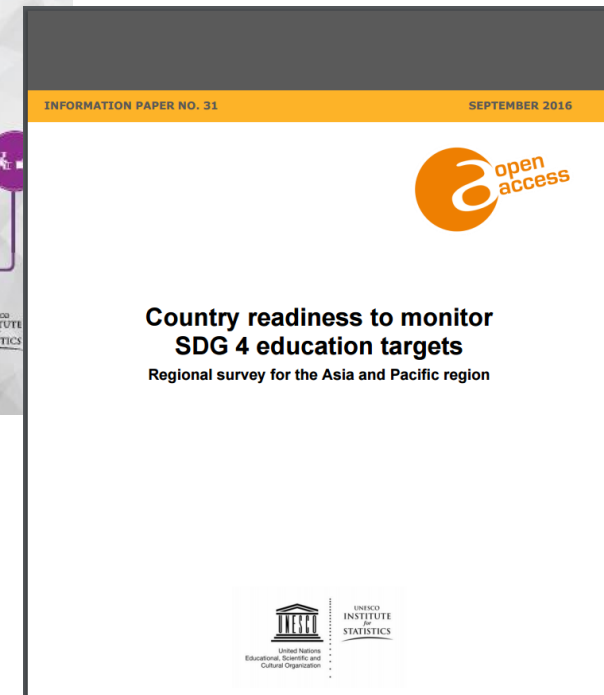 INFORMATION PAPER NO. 31 SEPTEMBER 2016
open
access
Country readiness to monitor
SDG 4 education targets
Regional survey for the Asia and Pacific region
UNESCO
United Nations
Educational, Scientific and
Cultural Organization
UNESCO
INSTITUTE
for
STATISTICS